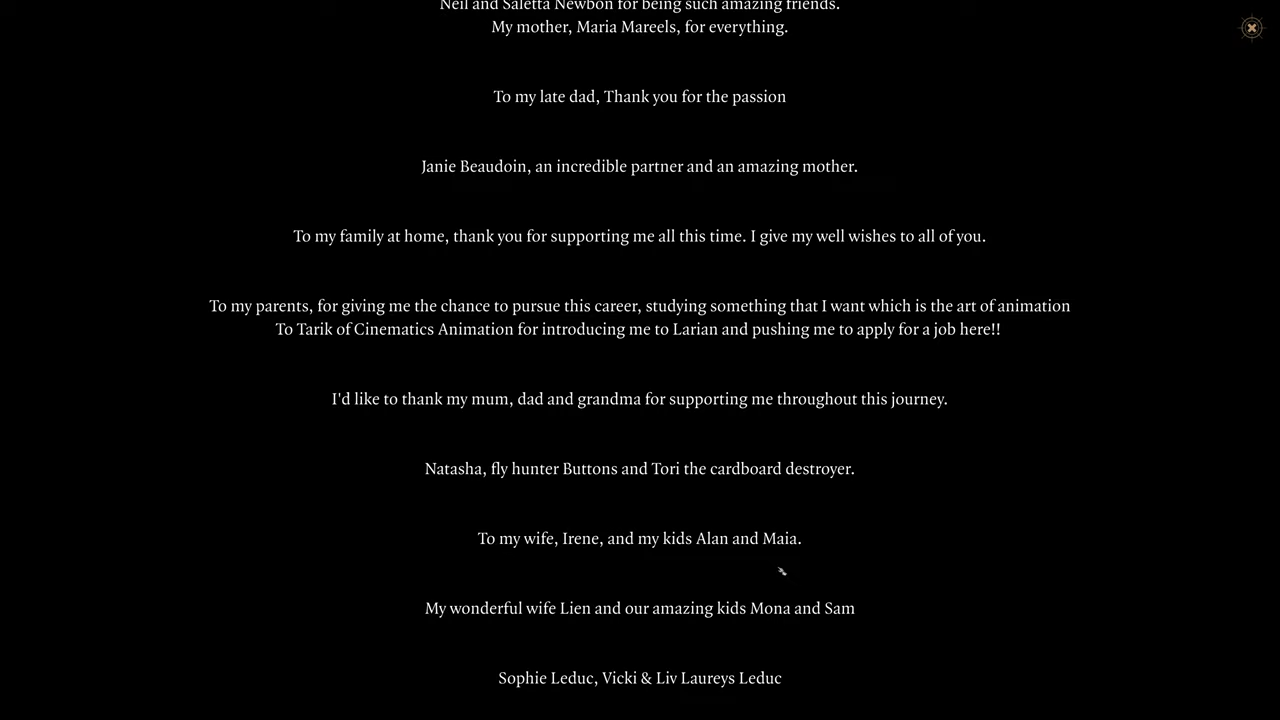 Neil and Saletta Newbon for being such amazing friends.
My mother, Maria Mareels, for everything.
To my late dad, Thank you for the passion
Janie Beaudoin, an incredible partner and an amazing mother.
To my family at home, thank you for supporting me all this time. I give my well wishes to all of you.
To my parents, for giving me the chance to pursue this career, studying something that I want which is the art of animation
To Tarik of Cinematics Animation for introducing me to Larian and pushing me to apply for a job here!!
I'd like to thank my mum, dad and grandma for supporting me throughout this journey.
Natasha, fly hunter Buttons and Tori the cardboard destroyer.
To my wife, Irene, and my kids Alan and Maia.
My wonderful wife Lien and our amazing kids Mona and Sam
Sophie Leduc, Vicki & Liv Laureys Leduc